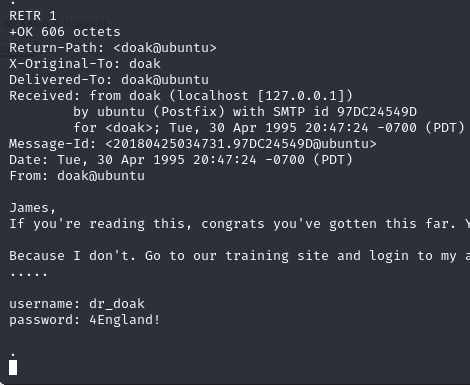 .
RETR 1
+OK 606 octets
Return-Path: <doak@ubuntu>
X-Original-To: doak
Delivered-To: doak@ubuntu
Received: from doak (localhost [127.0.0.1])
        by ubuntu (Postfix) with SMTP id 97DC24549D
        for <doak>; Tue, 30 Apr 1995 20:47:24 -0700 (PDT)
Message-Id: <20180425034731.97DC24549D@ubuntu>
Date: Tue, 30 Apr 1995 20:47:24 -0700 (PDT)
From: doak@ubuntu

James,
If you're reading this, congrats you've gotten this far.

Because I don't. Go to our training site and login to my
.....

username: dr_doak
password: 4England!

.